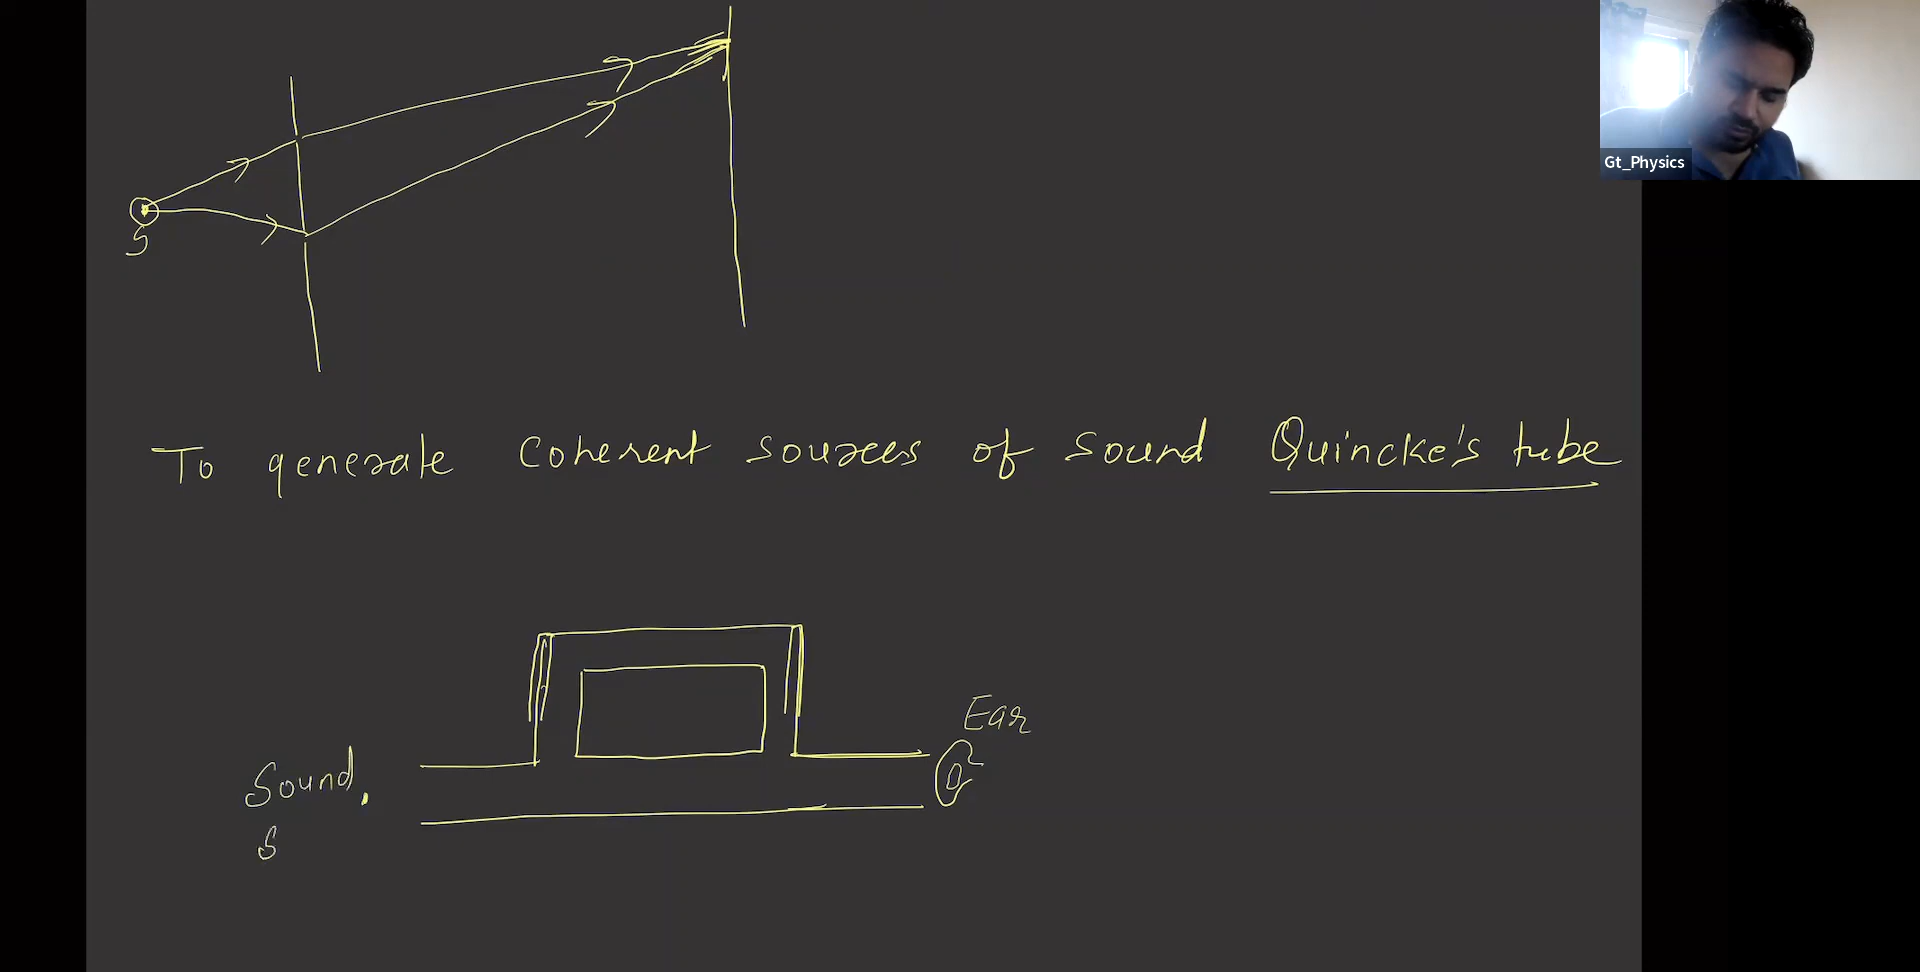 Gt_Physics
S
To generate coherent sources of sound Quincke's tube
Ear
Sound,
S